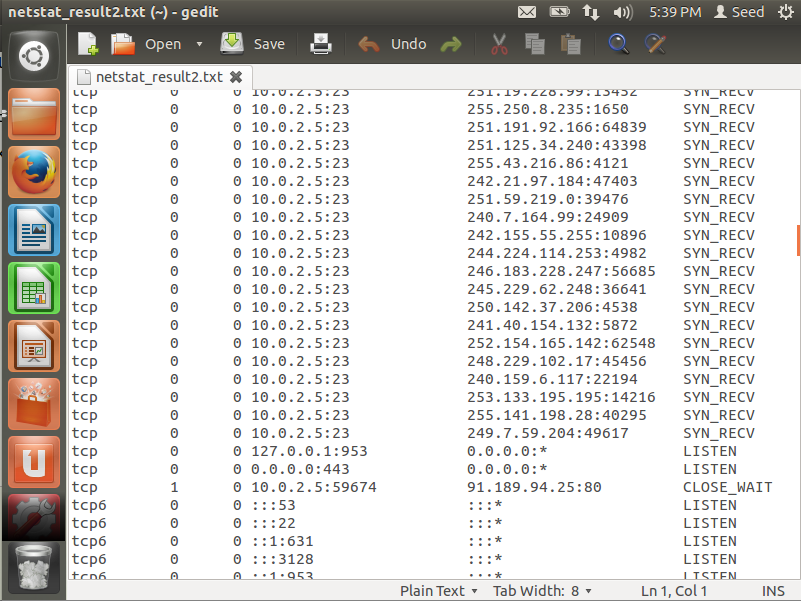 netstat_result2.txt (~) - gedit 5:39 PM Seed
Open Save Undo
netstat_result2.txt
tcp 0 0 10.0.2.5:23 251.19.228.99:13452 SYN_RECV
tcp 0 0 10.0.2.5:23 255.250.8.235:1650 SYN_RECV
tcp 0 0 10.0.2.5:23 251.191.92.166:64839 SYN_RECV
tcp 0 0 10.0.2.5:23 251.125.34.240:43398 SYN_RECV
tcp 0 0 10.0.2.5:23 255.43.216.86:4121 SYN_RECV
tcp 0 0 10.0.2.5:23 242.21.97.184:47403 SYN_RECV
tcp 0 0 10.0.2.5:23 251.59.219.0:39476 SYN_RECV
tcp 0 0 10.0.2.5:23 240.7.164.99:24909 SYN_RECV
tcp 0 0 10.0.2.5:23 242.155.55.255:10896 SYN_RECV
tcp 0 0 10.0.2.5:23 244.224.114.253:4982 SYN_RECV
tcp 0 0 10.0.2.5:23 246.183.228.247:56685 SYN_RECV
tcp 0 0 10.0.2.5:23 245.229.62.248:36641 SYN_RECV
tcp 0 0 10.0.2.5:23 250.142.37.206:4538 SYN_RECV
tcp 0 0 10.0.2.5:23 241.40.154.132:5872 SYN_RECV
tcp 0 0 10.0.2.5:23 252.154.165.142:62548 SYN_RECV
tcp 0 0 10.0.2.5:23 248.229.102.17:45456 SYN_RECV
tcp 0 0 10.0.2.5:23 240.159.6.117:22194 SYN_RECV
tcp 0 0 10.0.2.5:23 253.133.195.195:14216 SYN_RECV
tcp 0 0 10.0.2.5:23 255.141.198.28:40295 SYN_RECV
tcp 0 0 10.0.2.5:23 249.7.59.204:49617 SYN_RECV
tcp 0 0 127.0.0.1:953 0.0.0.0:* LISTEN
tcp 0 0 0.0.0.0:443 0.0.0.0:* LISTEN
tcp 1 0 10.0.2.5:59674 91.189.94.25:80 CLOSE_WAIT
tcp6 0 0 :::53 :::* LISTEN
tcp6 0 0 :::22 :::* LISTEN
tcp6 0 0 ::1:631 :::* LISTEN
tcp6 0 0 :::3128 :::* LISTEN
tcp6 0 0 ::1:953 :::* LISTEN
Plain Text Tab Width: 8 Ln 1, Col 1 INS